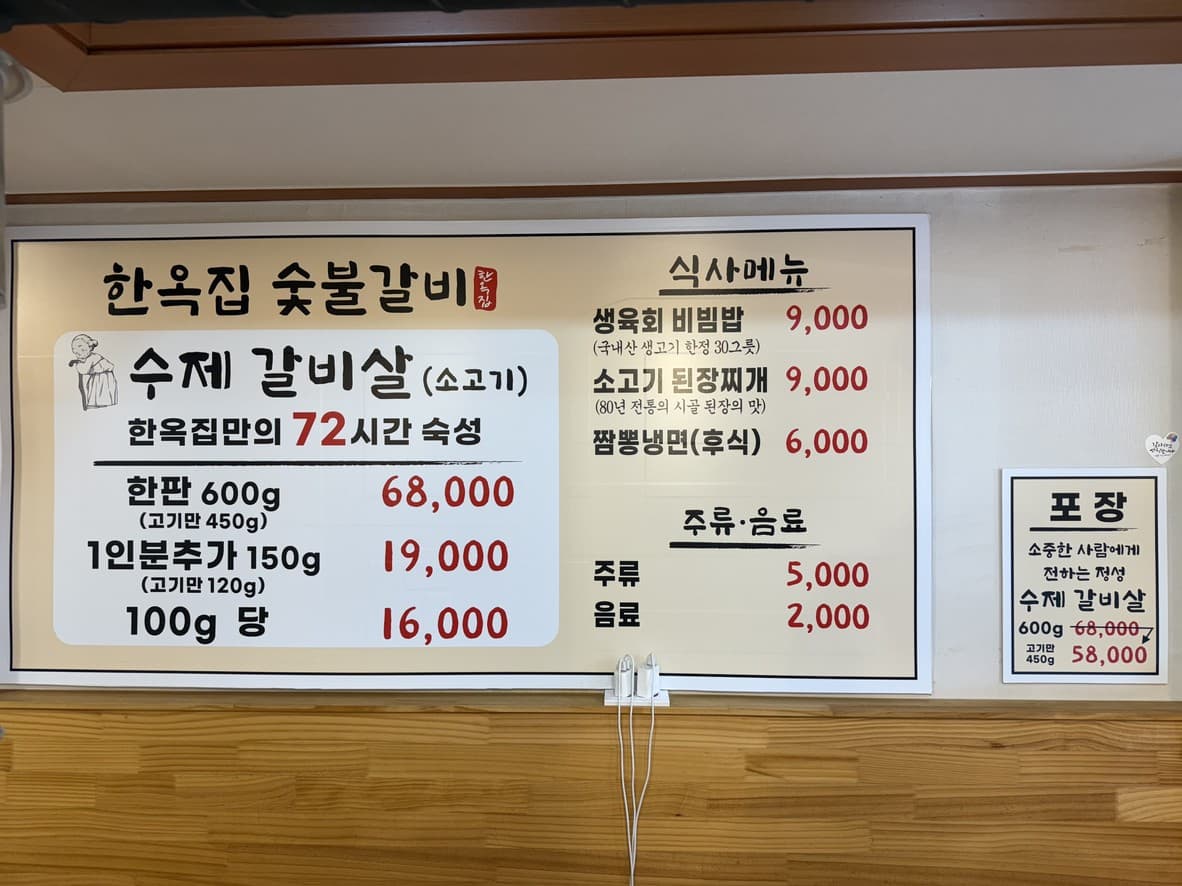 한옥집 숯불갈비 한옥집
수제 갈비살 (소고기)
한옥집만의 72시간 숙성
한판 600g 68,000
(고기만 450g)
1인분추가 150g 19,000
(고기만 120g)
100g 당 16,000
식사메뉴
생육회 비빔밥 9,000
(국내산 생고기 한정 30그릇)
소고기 된장찌개 9,000
(80년 전통의 시골 된장의 맛)
짬뽕냉면(후식) 6,000
주류·음료
주류 5,000
음료 2,000
포장
소중한 사람에게
전하는 정성
수제 갈비살
600g 68,000
고기만
450g 58,000